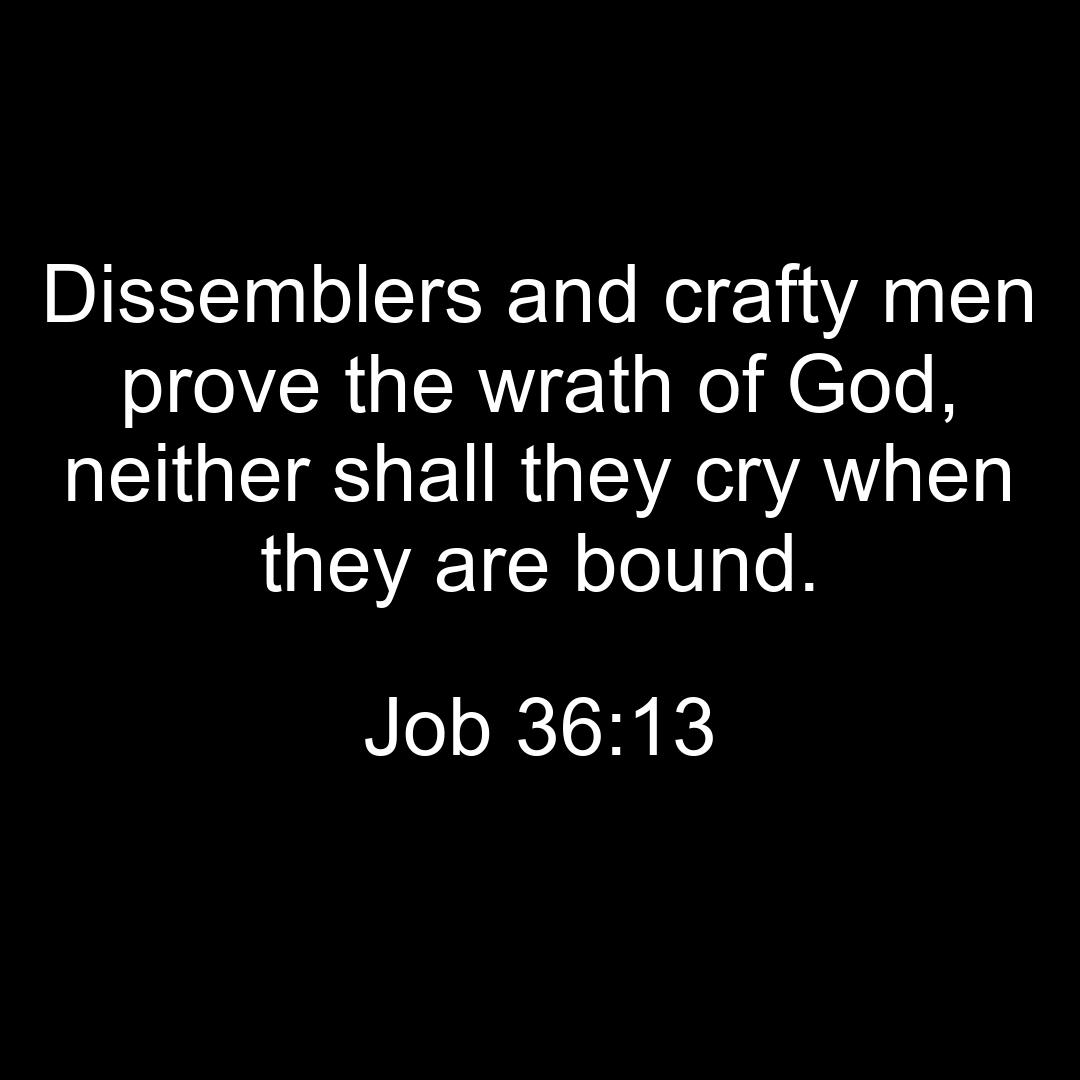 Dissemblers and crafty men
prove the wrath of God,
neither shall they cry when
they are bound.
Job 36:13